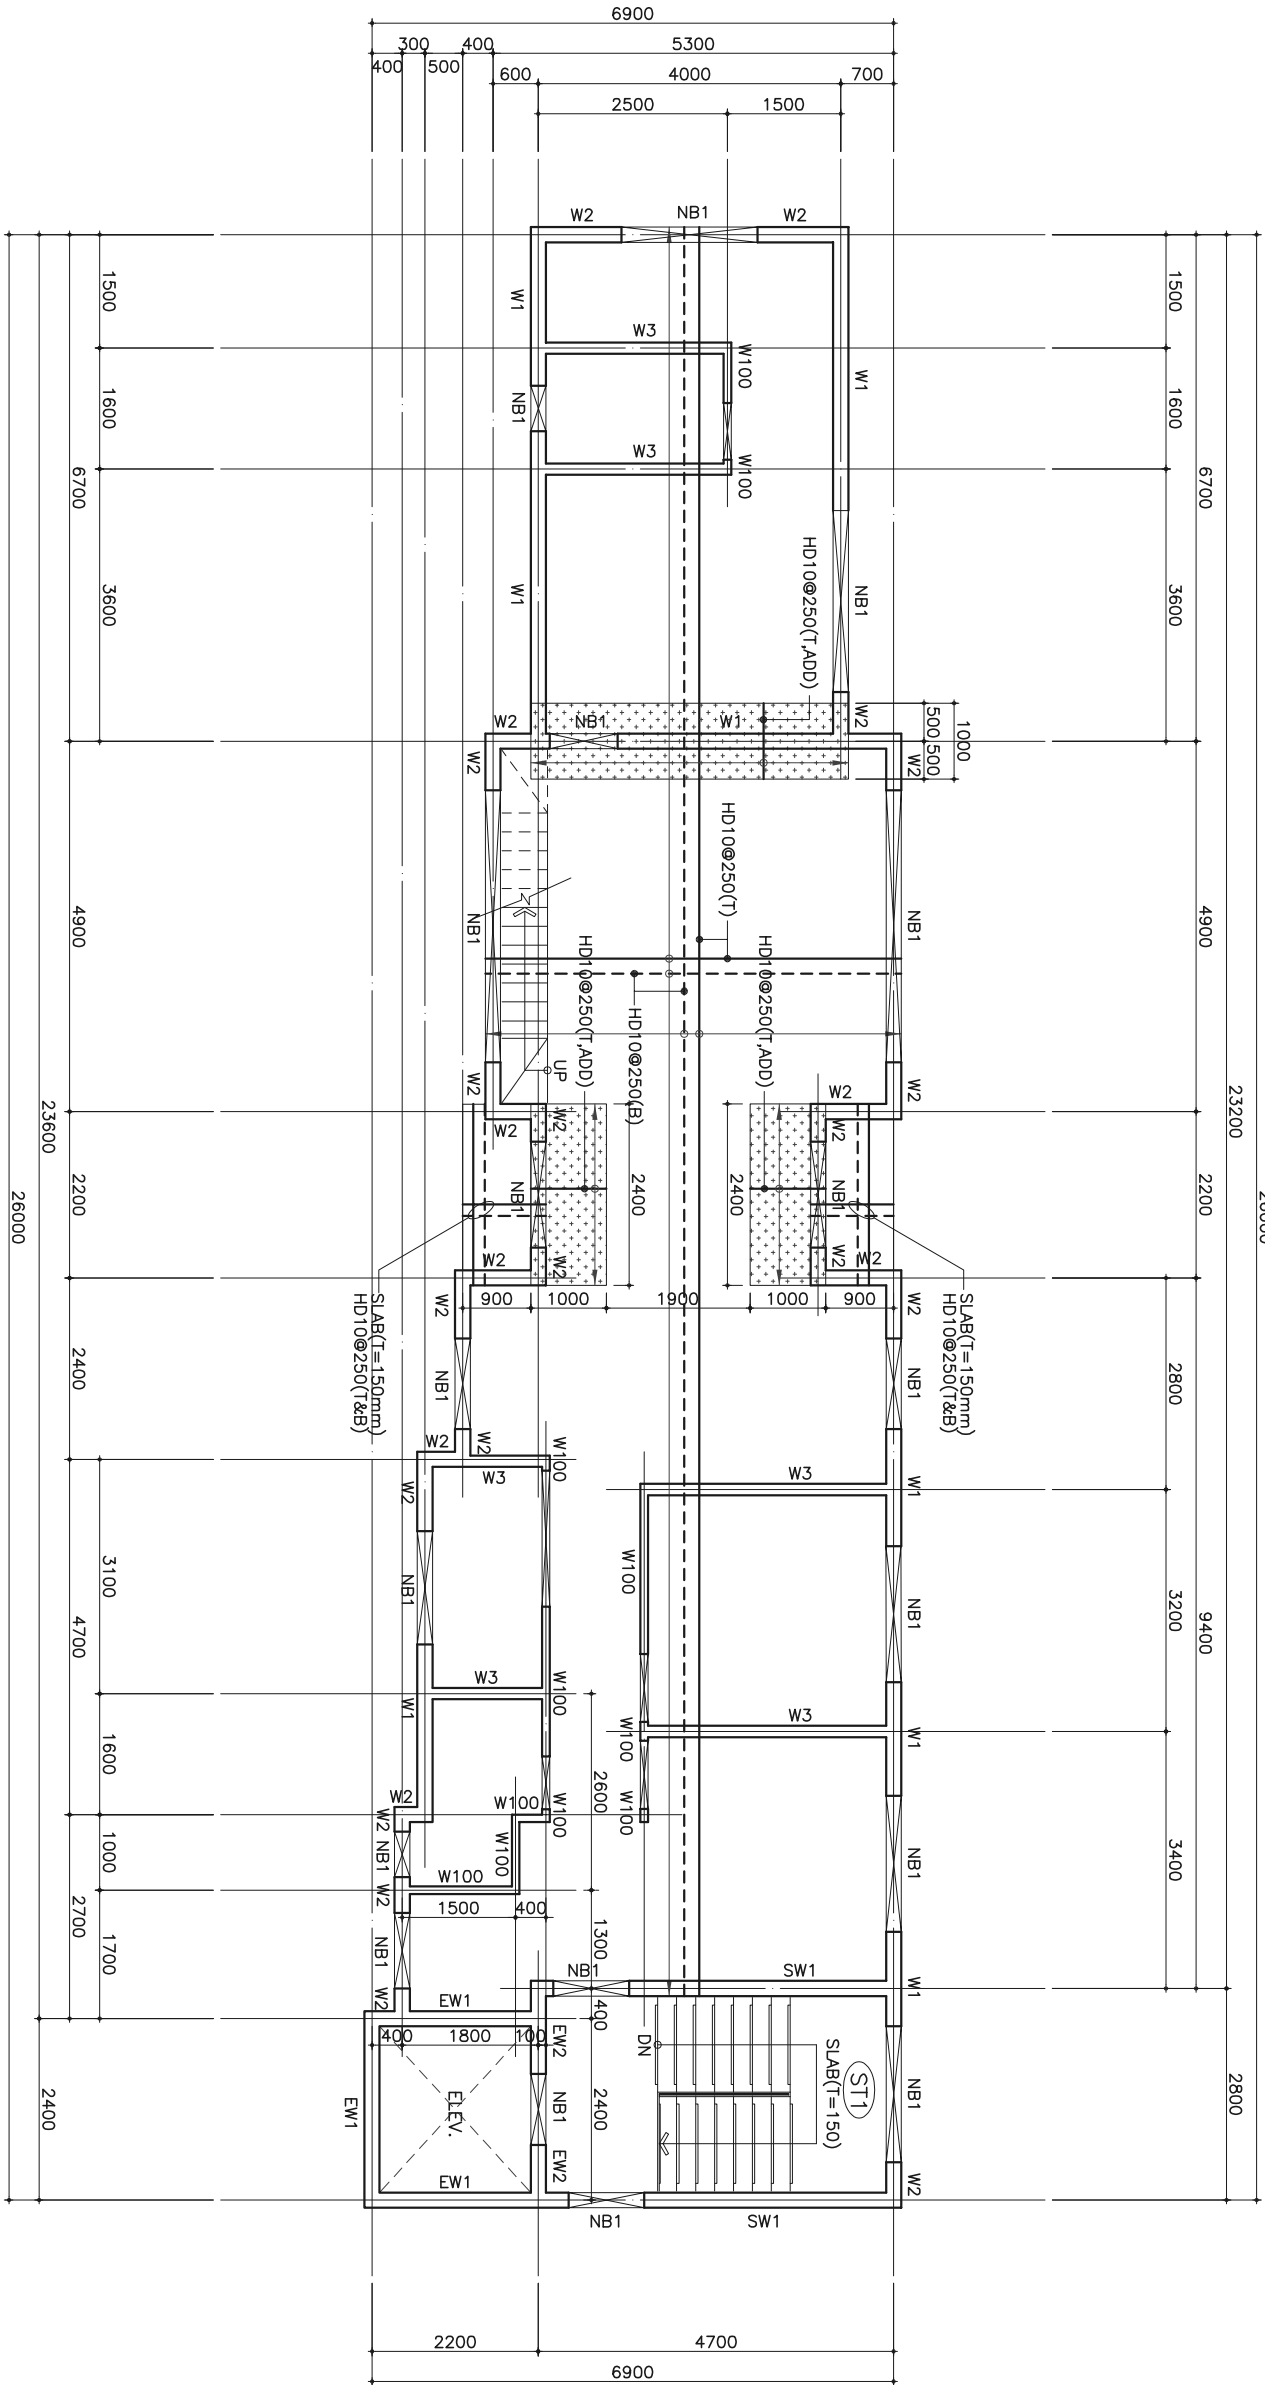 6900
300
400
5300
400
500
600
4000
700
2500
1500
W2
NB1
W2
1500
W1
W3
W100
W1
1500
1600
NB1
W3
W100
1600
6700
6700
3600
W1
HD10@250(T,ADD)
NB1
3600
W2
NB1
W1
W2
500
500
1000
W2
W2
HD10@250(T)
4900
NB1
NB1
4900
HD10@250(T,ADD)
HD10@250(T,ADD)
HD10@250(B)
UP
W2
W2
W2
W2
W2
W2
23600
23200
26000
2200
NB1
2400
2400
NB1
2200
W2
W2
W2
W2
900
1000
1900
1000
900
SLAB(T=150mm)
HD10@250(T&B)
SLAB(T=150mm)
HD10@250(T&B)
W2
W2
2400
NB1
NB1
2800
W2
W2
W100
W3
W3
W1
W2
3100
NB1
W100
NB1
3200
4700
9400
W3
W100
W1
W3
W100
W1
1600
2600
W2
W2
W100
W100
W100
1000
NB1
W100
NB1
3400
W2
W100
2700
1500
400
1700
NB1
1300
NB1
SW1
W2
EW1
W1
400
400
1800
100
EW2
DN
SLAB(T=150)
ST1
2400
EW1
ELEV.
NB1
2400
NB1
2800
EW1
EW2
W2
NB1
SW1
2200
4700
6900